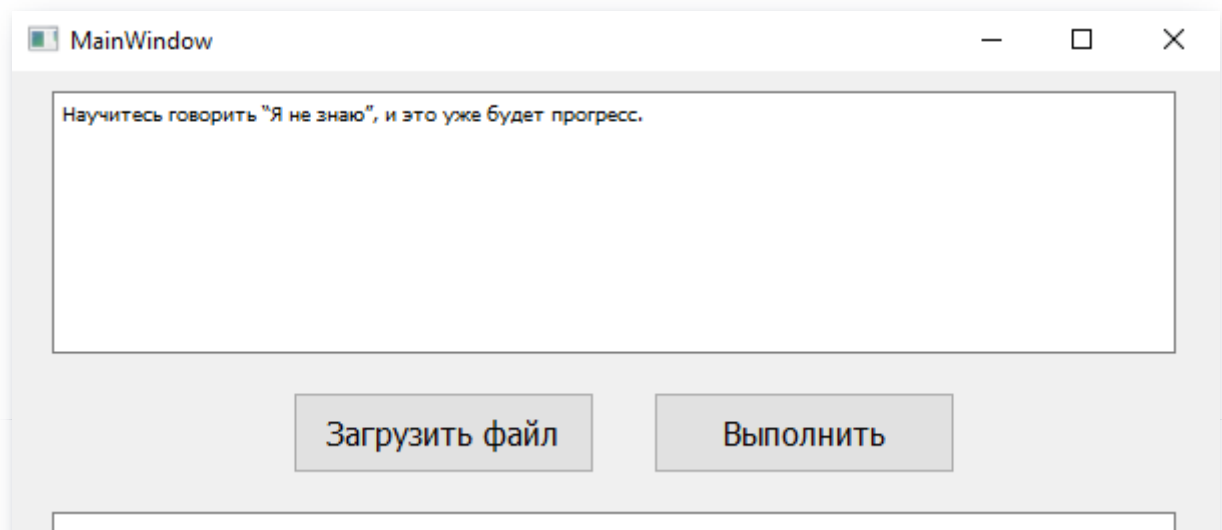 MainWindow
Научитесь говорить “Я не знаю”, и это уже будет прогресс.
Загрузить файл
Выполнить